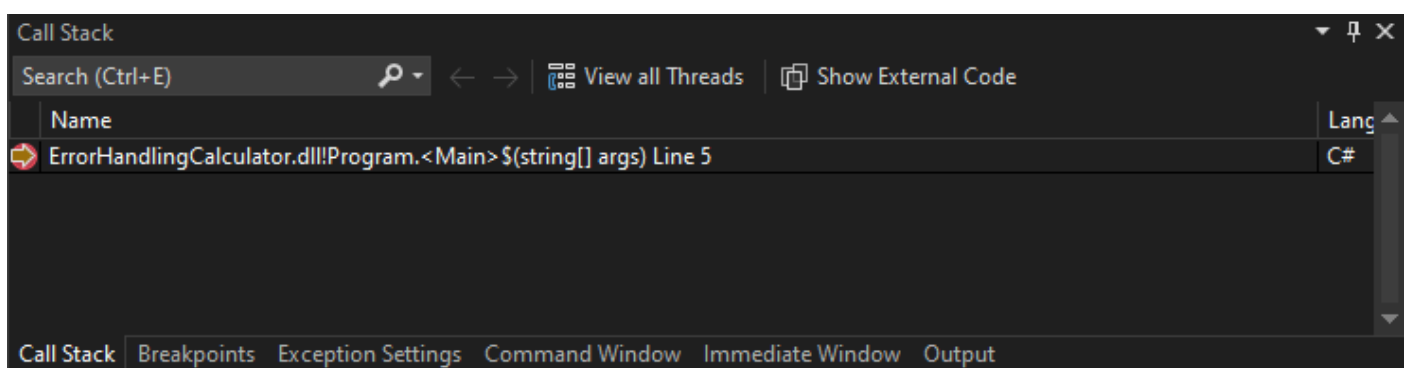 Call Stack
Search (Ctrl+E) View all Threads Show External Code
Name Lang
ErrorHandlingCalculator.dll!Program.<Main>$(string[] args) Line 5 C#
Call Stack Breakpoints Exception Settings Command Window Immediate Window Output